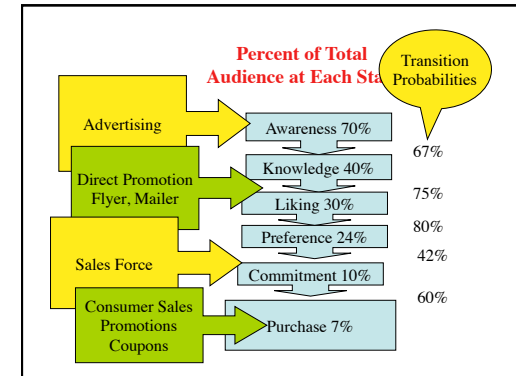 Percent of Total
Audience at Each Sta
Transition
Probabilities
Advertising
Awareness 70%
67%
Direct Promotion
Flyer, Mailer
Knowledge 40%
75%
Liking 30%
80%
Preference 24%
42%
Sales Force
Commitment 10%
60%
Consumer Sales
Promotions
Coupons
Purchase 7%